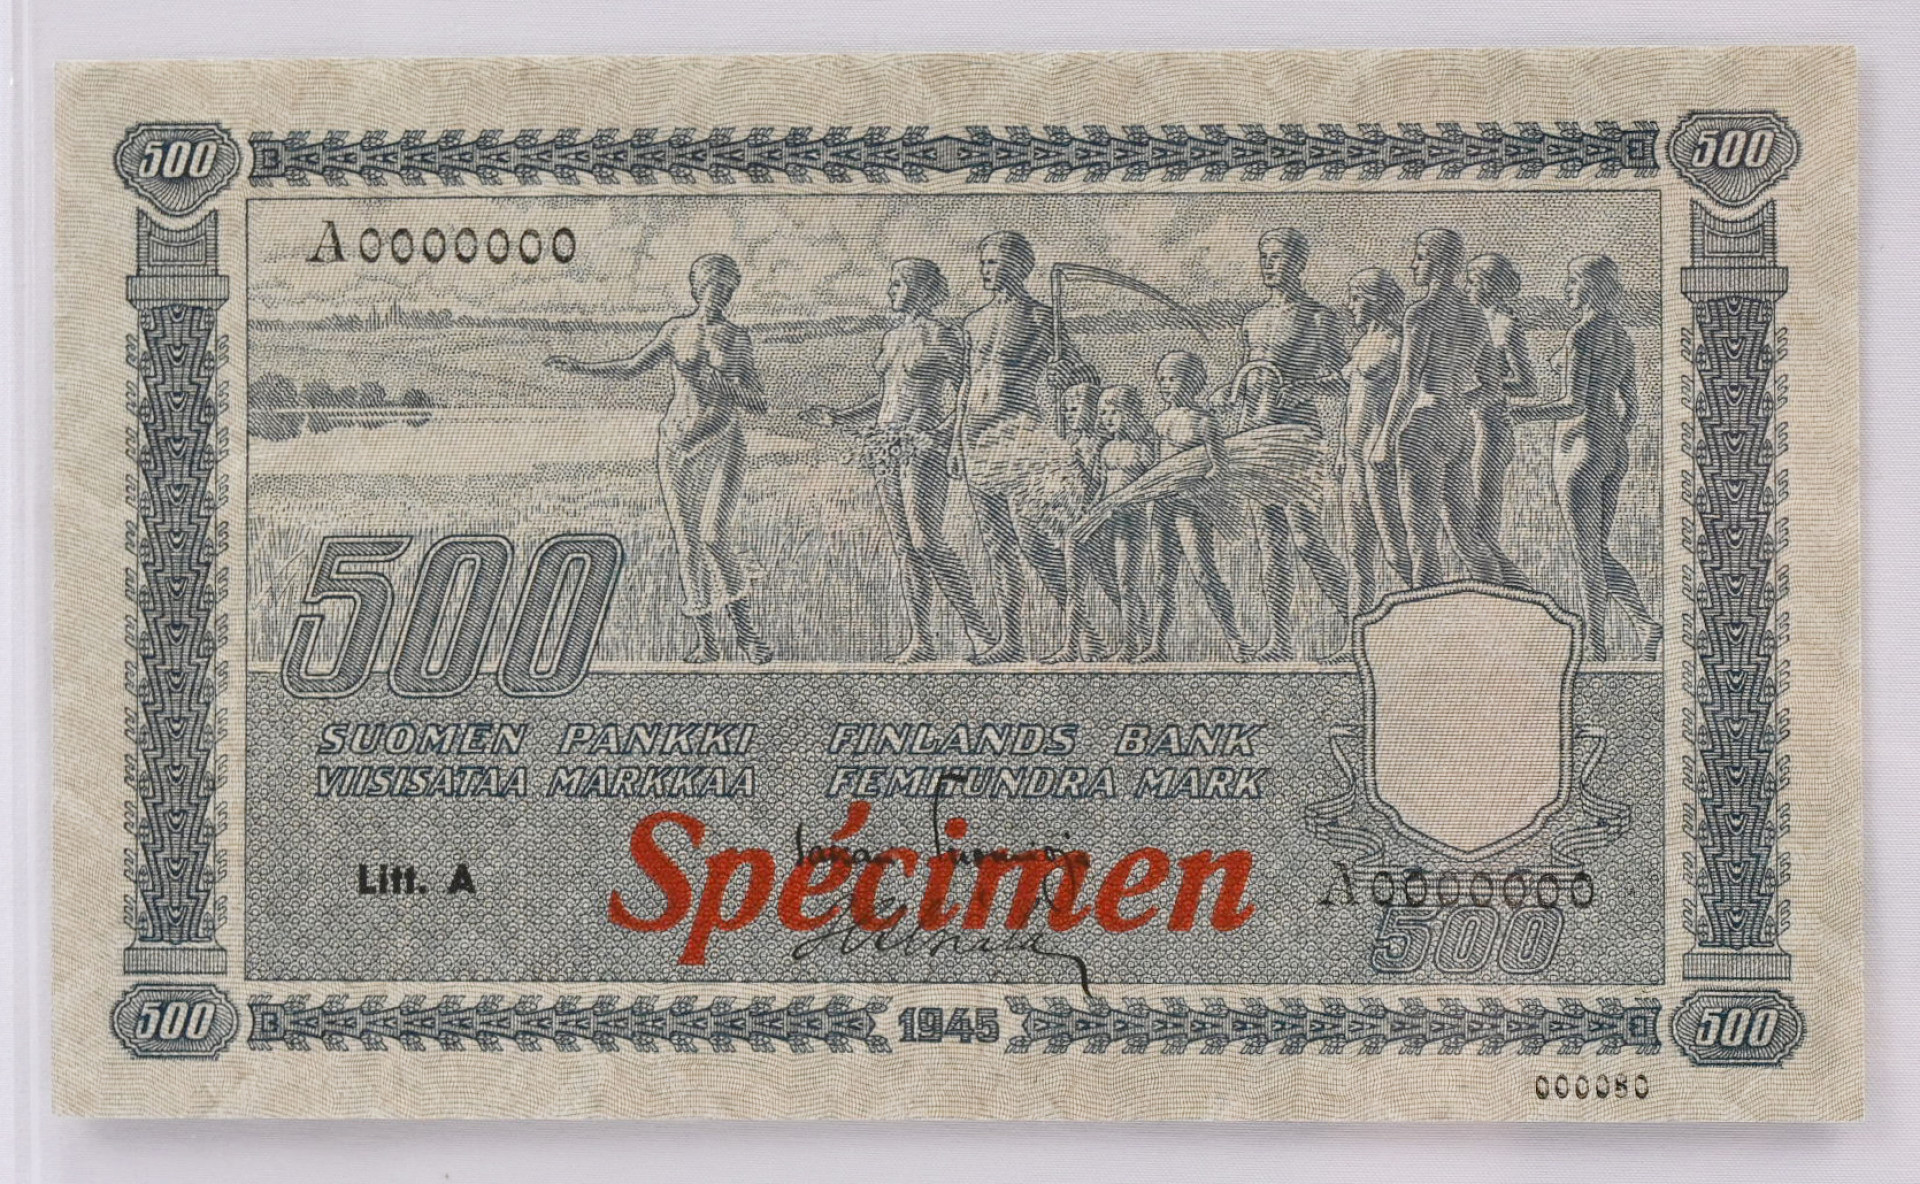 500
500
A0000000
500
SUOMEN PANKKI
VIISISATAA MARKKAA
FINLANDS BANK
FEMHUNDRA MARK
Spécimen
Litt. A
A0000000
500
500
1945
500
000080